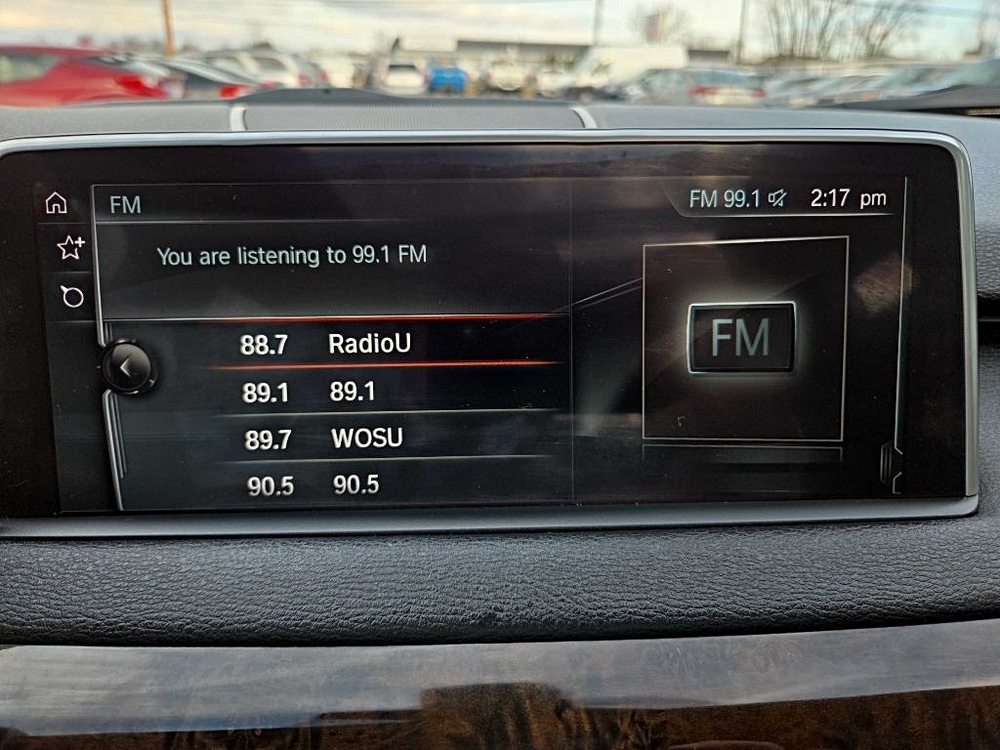 FM
FM 99.1 2:17 pm
You are listening to 99.1 FM
88.7 RadioU
89.1 89.1
89.7 WOSU
90.5 90.5
FM